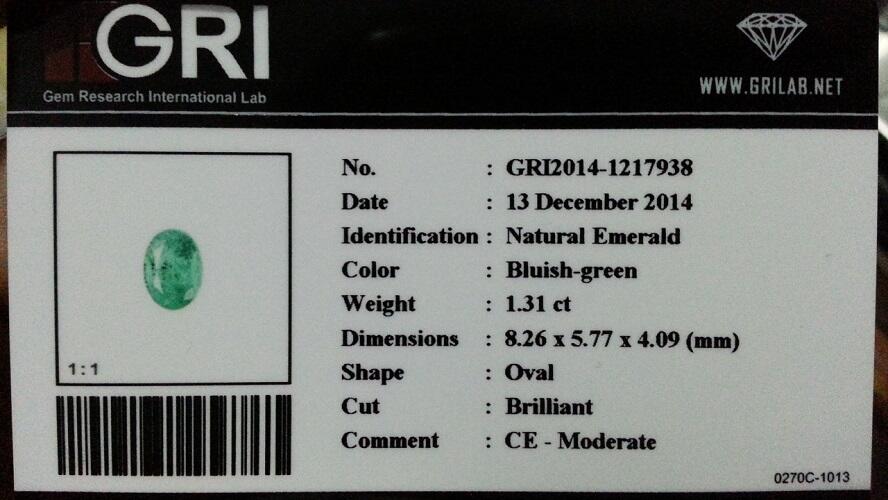 GRI
Gem Research International Lab
WWW.GRILAB.NET
No. : GRI2014-1217938
Date : 13 December 2014
Identification : Natural Emerald
Color : Bluish-green
Weight : 1.31 ct
Dimensions : 8.26 x 5.77 x 4.09 (mm)
Shape : Oval
Cut : Brilliant
Comment : CE - Moderate
1:1
0270C-1013